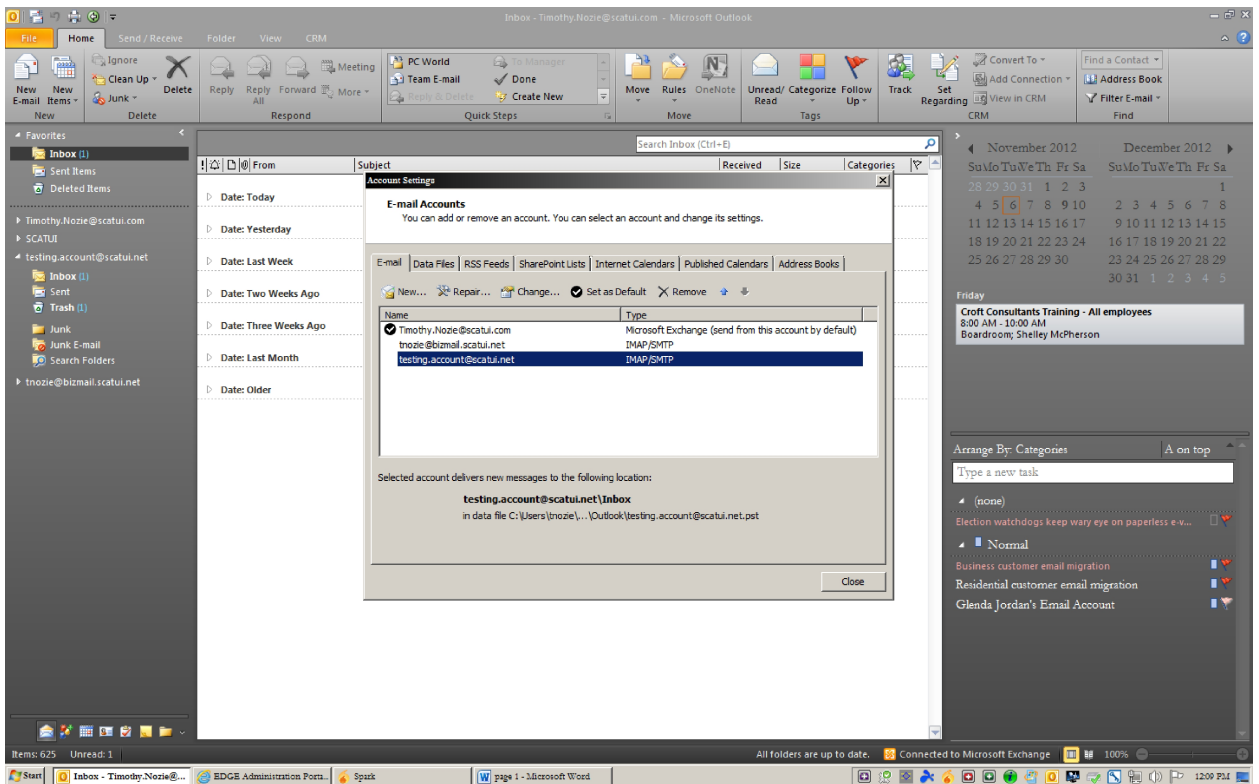 Inbox - Timothy.Nozie@scatui.com - Microsoft Outlook
File Home Send / Receive Folder View CRM
New E-mail
New Items
New
Ignore
Clean Up
Junk
Delete
Delete
Reply
Reply All
Forward
Meeting
More
Respond
PC World
To Manager
Team E-mail
Done
Reply & Delete
Create New
Quick Steps
Move
Rules
OneNote
Move
Unread/ Read
Categorize
Follow Up
Tags
Track
Set Regarding
Convert To
Add Connection
View in CRM
CRM
Find a Contact
Address Book
Filter E-mail
Find
Favorites
Inbox (1)
Sent Items
Deleted Items
Timothy.Nozie@scatui.com
SCATUI
testing.account@scatui.net
Inbox (1)
Sent
Trash (1)
Junk
Junk E-mail
Search Folders
tnozie@bizmail.scatui.net
Search Inbox (Ctrl+E)
From Subject Received Size Categories
Date: Today
Date: Yesterday
Date: Last Week
Date: Two Weeks Ago
Date: Three Weeks Ago
Date: Last Month
Date: Older
Account Settings
E-mail Accounts
You can add or remove an account. You can select an account and change its settings.
E-mail Data Files RSS Feeds SharePoint Lists Internet Calendars Published Calendars Address Books
New... Repair... Change... Set as Default Remove
Name Type
Timothy.Nozie@scatui.com Microsoft Exchange (send from this account by default)
tnozie@bizmail.scatui.net IMAP/SMTP
testing.account@scatui.net IMAP/SMTP
Selected account delivers new messages to the following location:
testing.account@scatui.net\Inbox
in data file C:\Users\tnozie\...\Outlook\testing.account@scatui.net.pst
Close
November 2012
Su Mo Tu We Th Fr Sa
28 29 30 31 1 2 3
4 5 6 7 8 9 10
11 12 13 14 15 16 17
18 19 20 21 22 23 24
25 26 27 28 29 30
December 2012
Su Mo Tu We Th Fr Sa
1
2 3 4 5 6 7 8
9 10 11 12 13 14 15
16 17 18 19 20 21 22
23 24 25 26 27 28 29
30 31 1 2 3 4 5
Friday
Croft Consultants Training - All employees
8:00 AM - 10:00 AM
Boardroom; Shelley McPherson
Arrange By: Categories A on top
Type a new task
(none)
Election watchdogs keep wary eye on paperless e-v...
Normal
Business customer email migration
Residential customer email migration
Glenda Jordan's Email Account
Items: 625 Unread: 1
All folders are up to date. Connected to Microsoft Exchange 100%
Start Inbox - Timothy.Nozie@... EDGE Administration Porta... Spark page 1 - Microsoft Word 12:09 PM